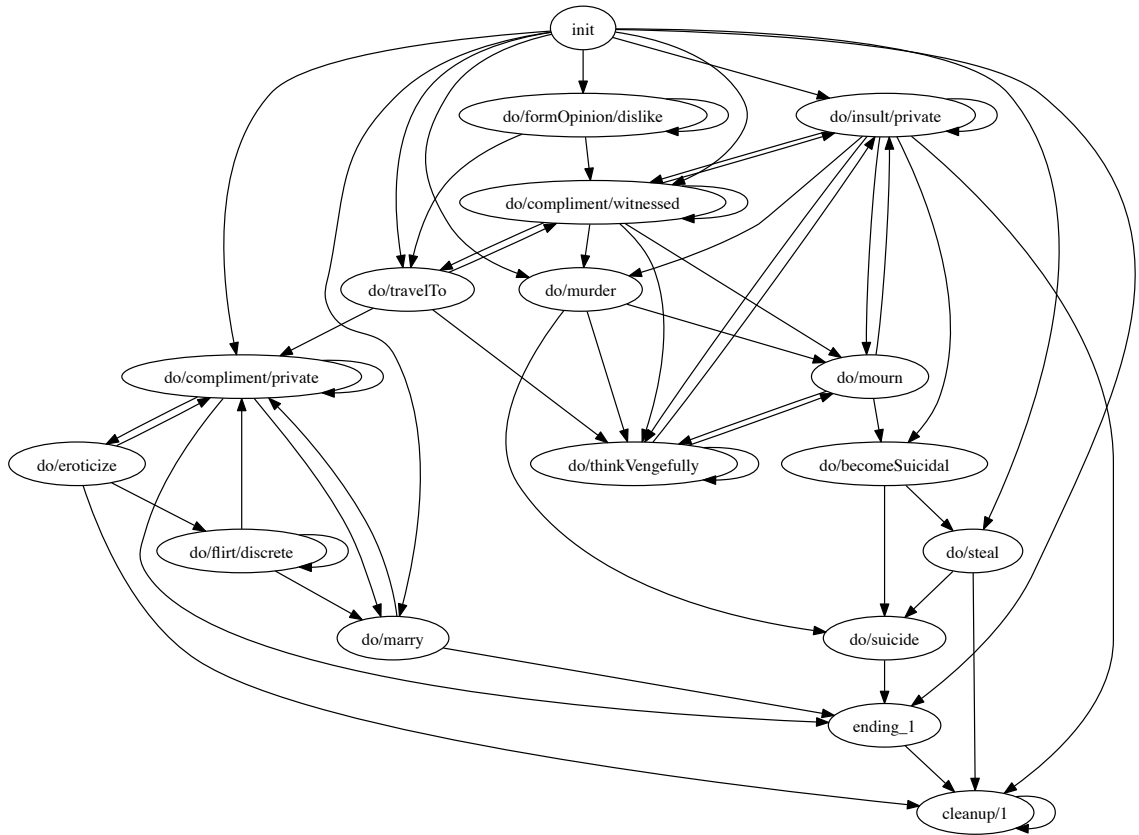 init
do/formOpinion/dislike
do/insult/private
do/compliment/witnessed
do/travelTo
do/murder
do/compliment/private
do/mourn
do/eroticize
do/thinkVengefully
do/becomeSuicidal
do/flirt/discrete
do/steal
do/marry
do/suicide
ending_1
cleanup/1